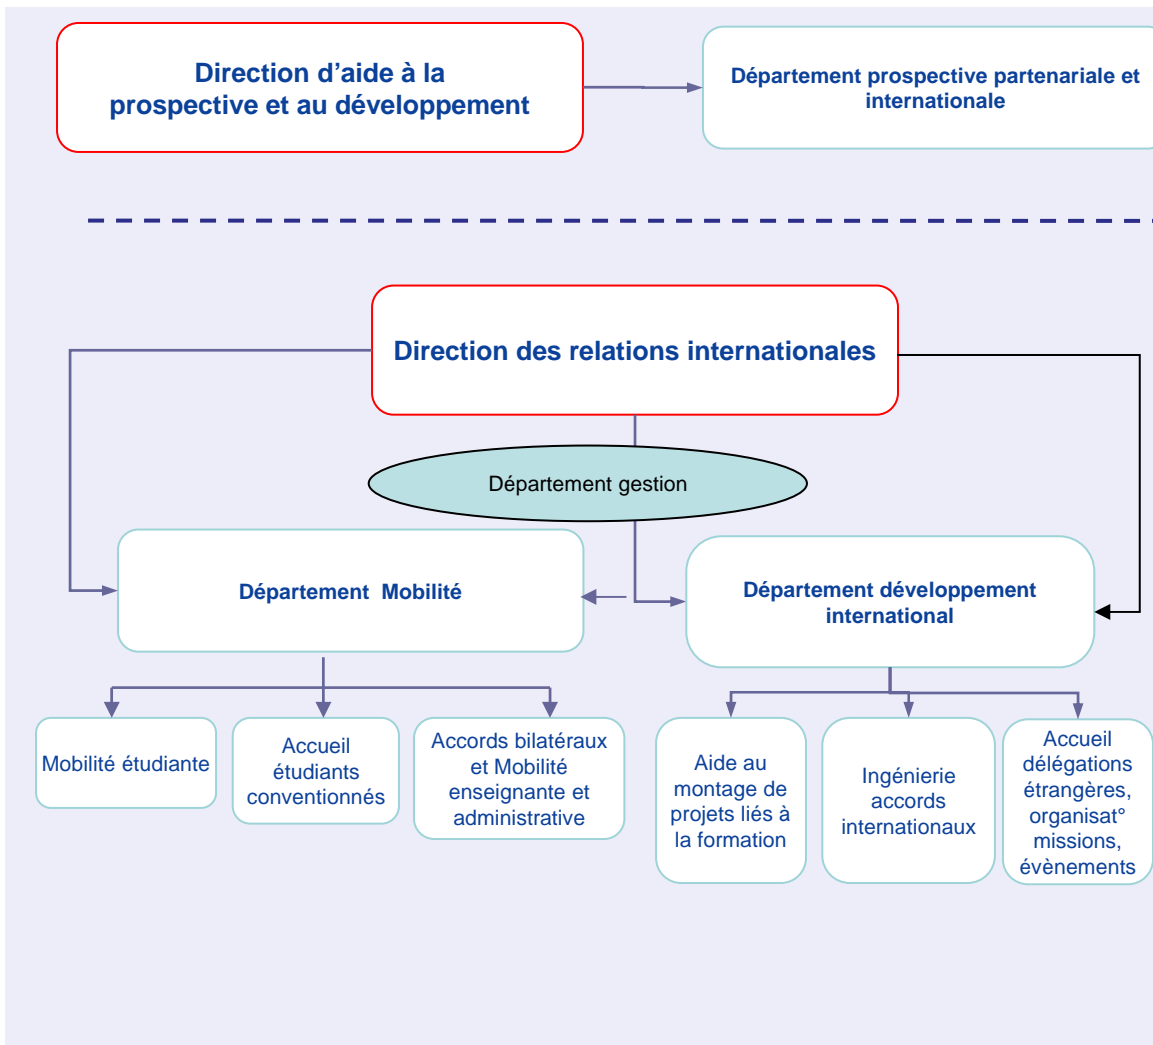 Direction d’aide à la
prospective et au développement
Département prospective partenariale et
internationale
Direction des relations internationales
Département gestion
Département  Mobilité
Département développement
international
Mobilité étudiante
Accueil
étudiants
conventionnés
Accords bilatéraux
et Mobilité
enseignante et
administrative
Aide au
montage de
projets liés à
la formation
Ingénierie
accords
internationaux
Accueil
délégations
étrangères,
organisat°
missions,
évènements